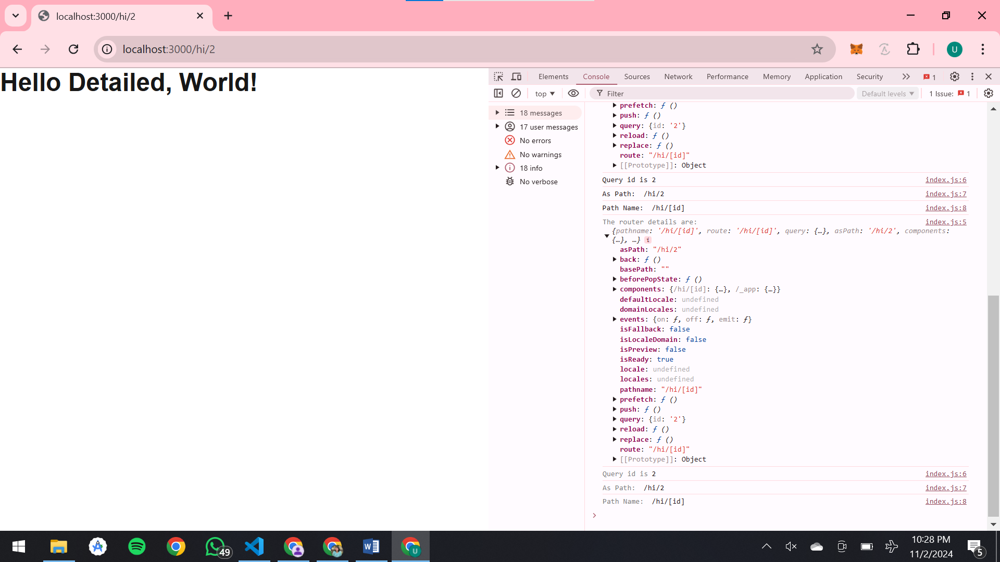 localhost:3000/hi/2
localhost:3000/hi/2
U
Hello Detailed, World!
Elements Console Sources Network Performance Memory Application Security 1
top Filter Default levels 1 Issue: 1
18 messages
17 user messages
No errors
No warnings
18 info
No verbose
prefetch: ƒ ()
push: ƒ ()
query: {id: '2'}
reload: ƒ ()
replace: ƒ ()
route: "/hi/[id]"
[[Prototype]]: Object
Query id is 2 index.js:6
As Path: /hi/2 index.js:7
Path Name: /hi/[id] index.js:8
The router details are: index.js:5
{pathname: '/hi/[id]', route: '/hi/[id]', query: {…}, asPath: '/hi/2', components:
{…}, …} i
asPath: "/hi/2"
back: ƒ ()
basePath: ""
beforePopState: ƒ ()
components: {/hi/[id]: {…}, /_app: {…}}
defaultLocale: undefined
domainLocales: undefined
events: {on: ƒ, off: ƒ, emit: ƒ}
isFallback: false
isLocaleDomain: false
isPreview: false
isReady: true
locale: undefined
locales: undefined
pathname: "/hi/[id]"
prefetch: ƒ ()
push: ƒ ()
query: {id: '2'}
reload: ƒ ()
replace: ƒ ()
route: "/hi/[id]"
[[Prototype]]: Object
Query id is 2 index.js:6
As Path: /hi/2 index.js:7
Path Name: /hi/[id] index.js:8
49
W
U
10:28 PM
11/2/2024
5